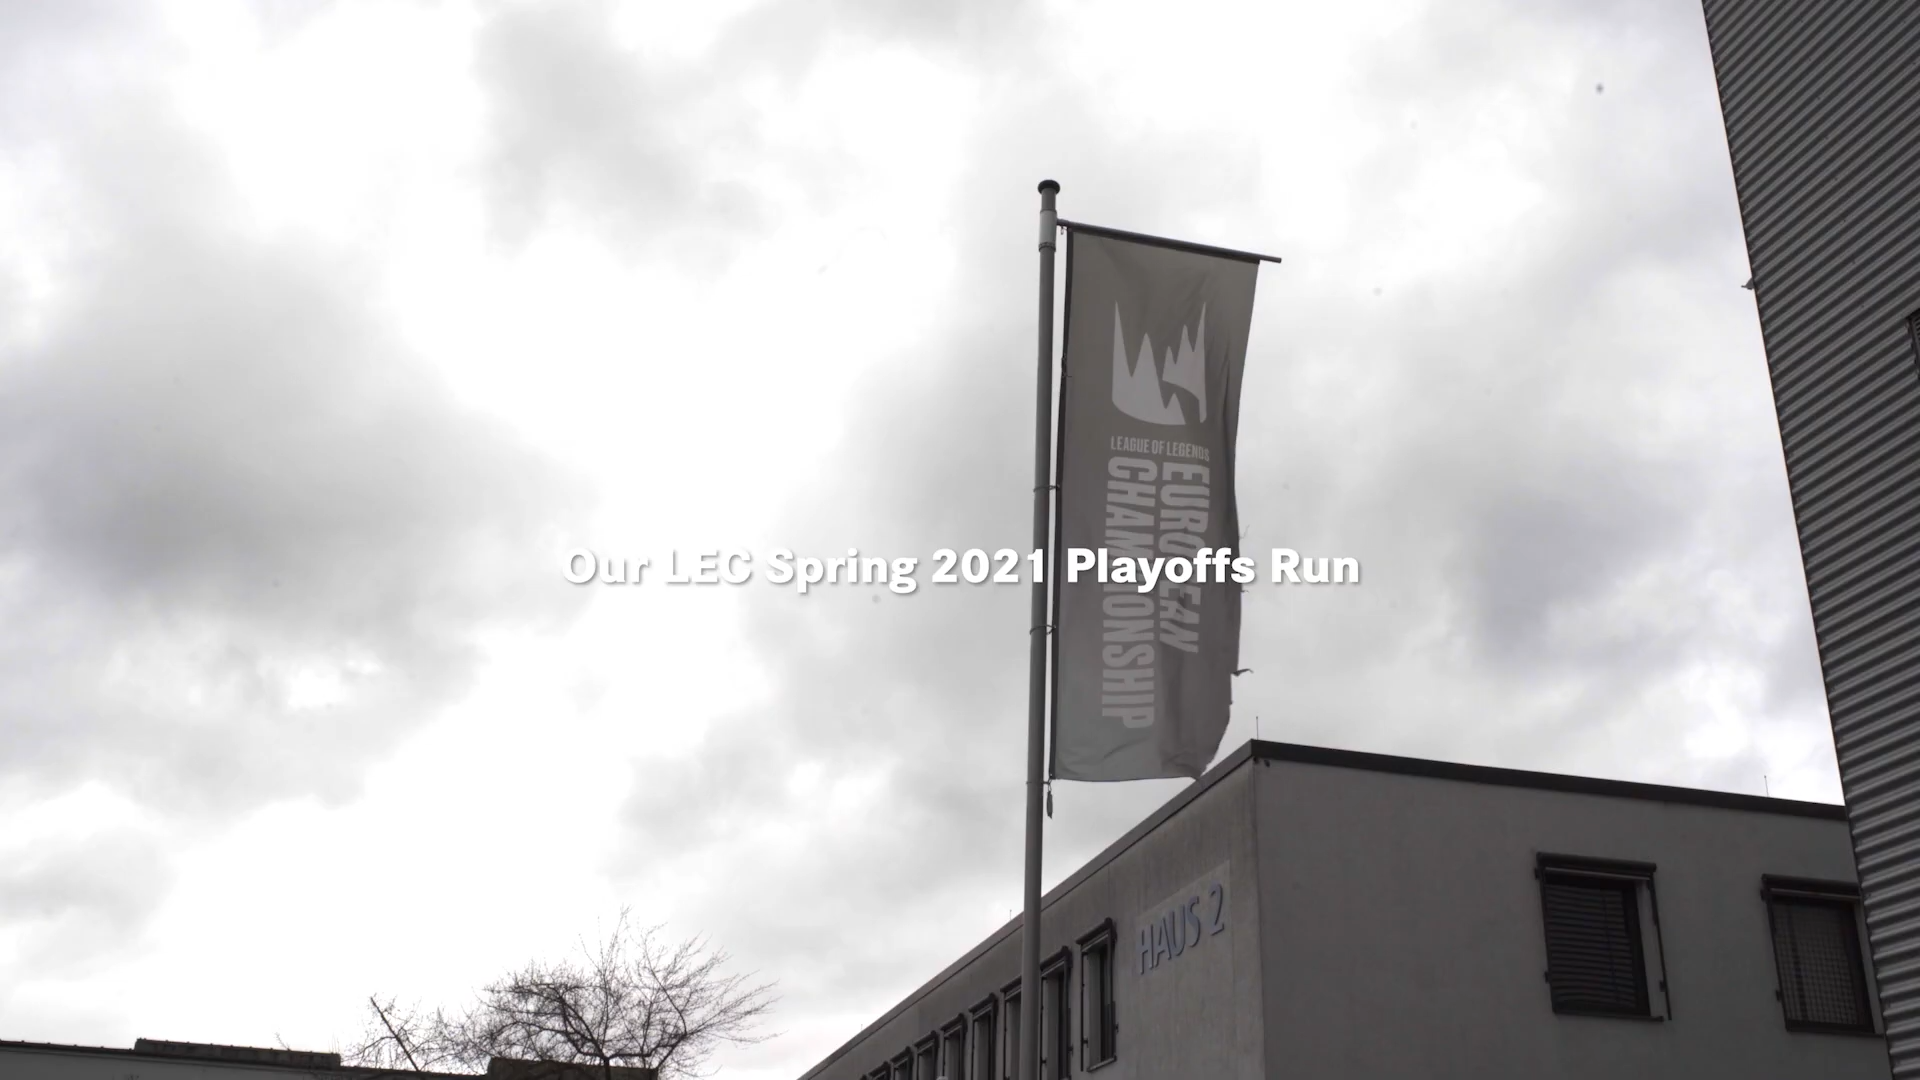 LEAGUE OF LEGENDS
EUROPEAN
CHAMPIONSHIP
Our LEC Spring 2021 Playoffs Run
HAUS 2